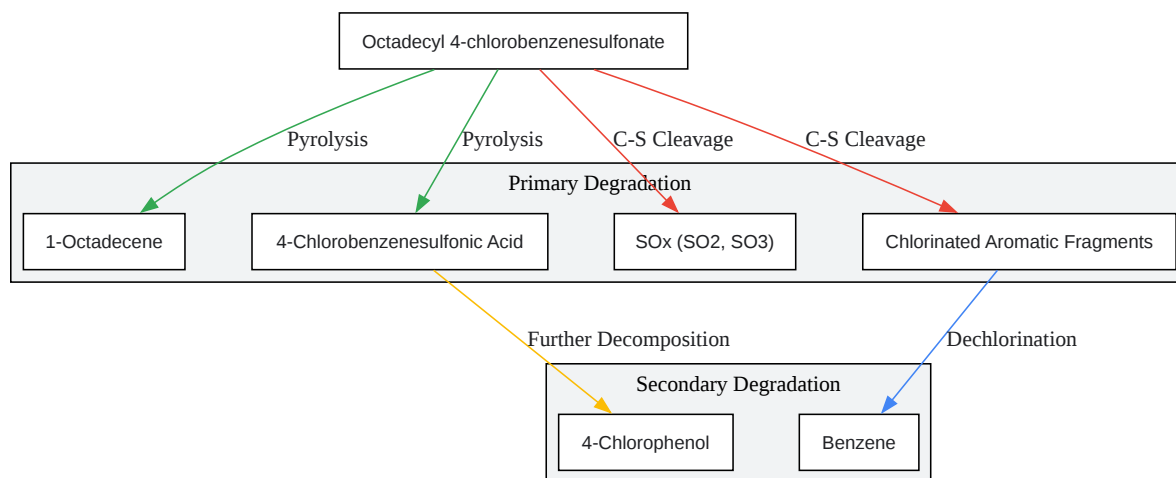 Octadecyl 4-chlorobenzenesulfonate
Pyrolysis
Pyrolysis
C-S Cleavage
C-S Cleavage
Primary Degradation
1-Octadecene
4-Chlorobenzenesulfonic Acid
SOx (SO2, SO3)
Chlorinated Aromatic Fragments
Further Decomposition
Dechlorination
Secondary Degradation
4-Chlorophenol
Benzene